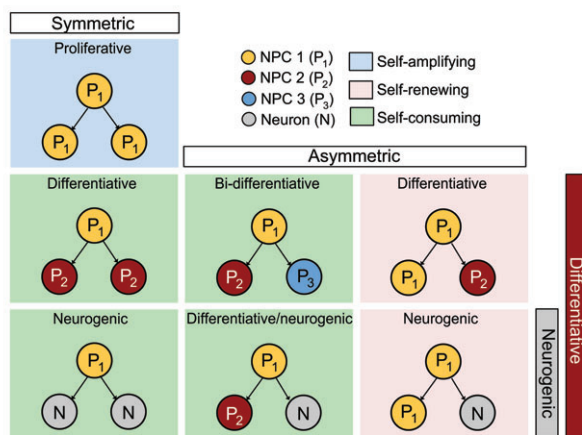 Symmetric
Proliferative
P1
P1 P1
NPC 1 (P1)
NPC 2 (P2)
NPC 3 (P3)
Neuron (N)
Self-amplifying
Self-renewing
Self-consuming
Asymmetric
Differentiative
P1
P2 P2
Bi-differentiative
P1
P2 P3
Differentiative
P1
P1 P2
Neurogenic
P1
N N
Differentiative/neurogenic
P1
P2 N
Neurogenic
P1
P1 N
Neurogenic
Differentiative